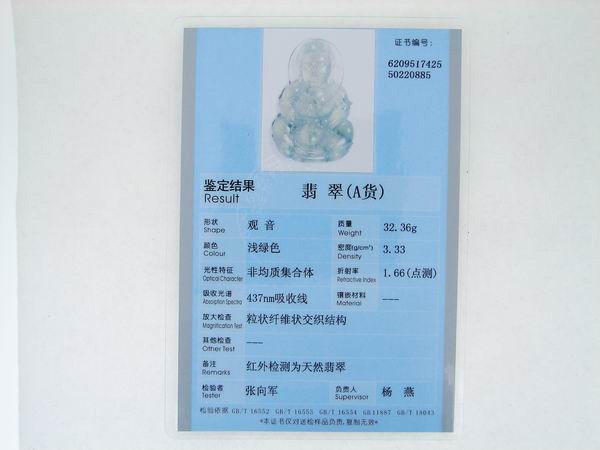 证书编号:
6209517425
50220885
鉴定结果
Result
翡 翠(A货)
形状
Shape
观 音
质量
Weight
32.36g
颜色
Colour
浅绿色
密度(g/cm³)
Density
3.33
光性特征
Optical Character
非均质集合体
折射率
Refractive Index
1.66(点测)
吸收光谱
Absorption Spectra
437nm吸收线
镶嵌材料
Material
---
放大检查
Magnification Test
粒状纤维状交织结构
其他检查
Other Test
---
备注
Remarks
红外检测为天然翡翠
检验者
Tester
张向军
负责人
Supervisor
杨 燕
检验依据 GB/T 16552 GB/T 16553 GB/T 16554 GB11887 GB/T 18043
*本证书仅对送检样品负责,复制无效*